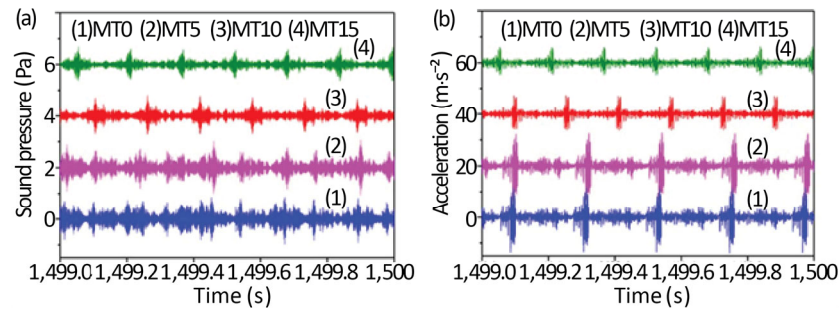 (a)
(1)MT0 (2)MT5 (3)MT10 (4)MT15
(4)
(3)
(2)
(1)
Sound pressure (Pa)
6
4
2
0
1,499.0 1,499.2 1,499.4 1,499.6 1,499.8 1,500
Time (s)
(b)
(1)MT0 (2)MT5 (3)MT10 (4)MT15
(4)
(3)
(2)
(1)
Acceleration (m·s⁻²)
60
40
20
0
1,499.0 1,499.2 1,499.4 1,499.6 1,499.8 1,500
Time (s)